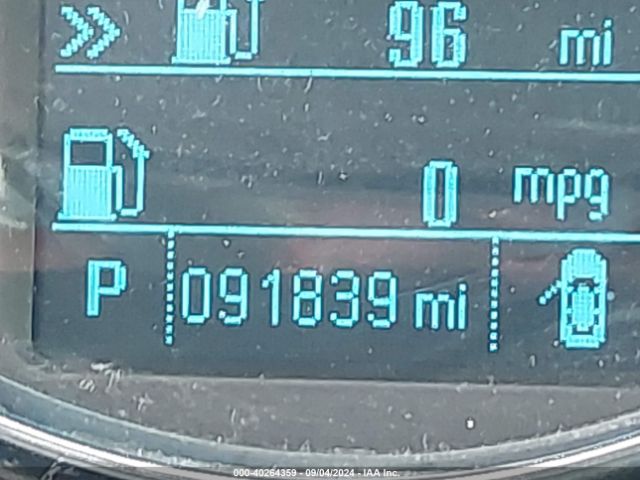 » 96 mi
0 mpg
P 091839 mi
000-40264359 - 09/04/2024 - IAA Inc.